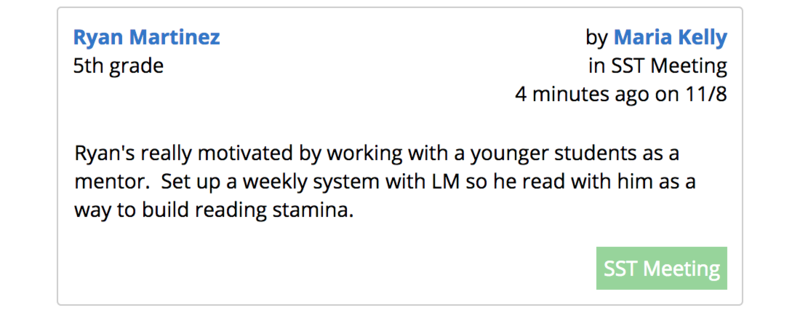 Ryan Martinez
by Maria Kelly
5th grade
in SST Meeting
4 minutes ago on 11/8
Ryan's really motivated by working with a younger students as a
mentor.  Set up a weekly system with LM so he read with him as a
way to build reading stamina.
SST Meeting